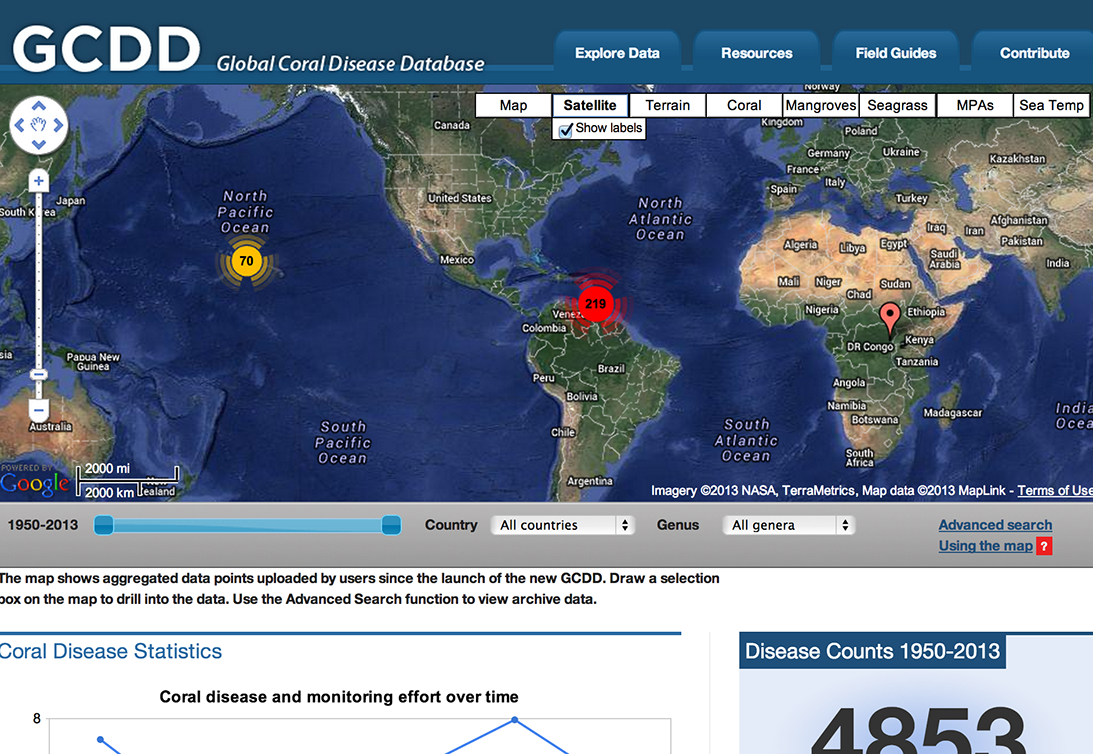 GCDD Global Coral Disease Database
Explore Data
Resources
Field Guides
Contribute
Map
Satellite
Terrain
Coral
Mangroves
Seagrass
MPAs
Sea Temp
Show labels
Norway
Kingdom
Canada
Poland
Germany
Ukraine
Kazakhstan
France
Italy
Spain
Turkey
Japan
South Korea
United States
North
Pacific
Ocean
North
Atlantic
Ocean
Afghanistan
Iraq
Iran
Pakistan
Algeria
Libya
Egypt
Saudi
Arabia
India
70
Mexico
Mali
Niger
Sudan
Chad
219
Venez
Nigeria
Ethiopia
Colombia
DR Congo
Kenya
Tanzania
sia
Papua New
Guinea
Peru
Brazil
Bolivia
Angola
Namibia
Botswana
Madagascar
India
Ocea
Australia
South
Pacific
Ocean
Chile
South
Atlantic
Ocean
South
Africa
Argentina
POWERED BY
Google
2000 mi
2000 km
ealand
Imagery ©2013 NASA, TerraMetrics, Map data ©2013 MapLink - Terms of Use
1950-2013
Country
All countries
Genus
All genera
Advanced search
Using the map ?
The map shows aggregated data points uploaded by users since the launch of the new GCDD. Draw a selection
box on the map to drill into the data. Use the Advanced Search function to view archive data.
Coral Disease Statistics
Disease Counts 1950-2013
Coral disease and monitoring effort over time
8
4853